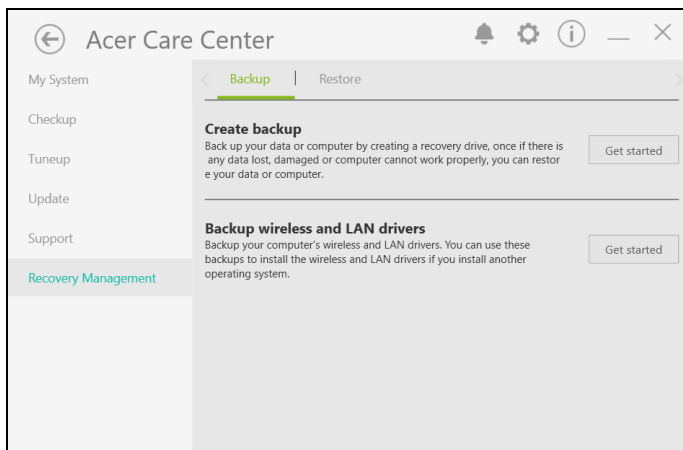 Acer Care Center
My System
Checkup
Tuneup
Update
Support
Recovery Management
Backup
Restore
Create backup
Back up your data or computer by creating a recovery drive, once if there is
any data lost, damaged or computer cannot work properly, you can restor
e your data or computer.
Get started
Backup wireless and LAN drivers
Backup your computer's wireless and LAN drivers. You can use these
backups to install the wireless and LAN drivers if you install another
operating system.
Get started